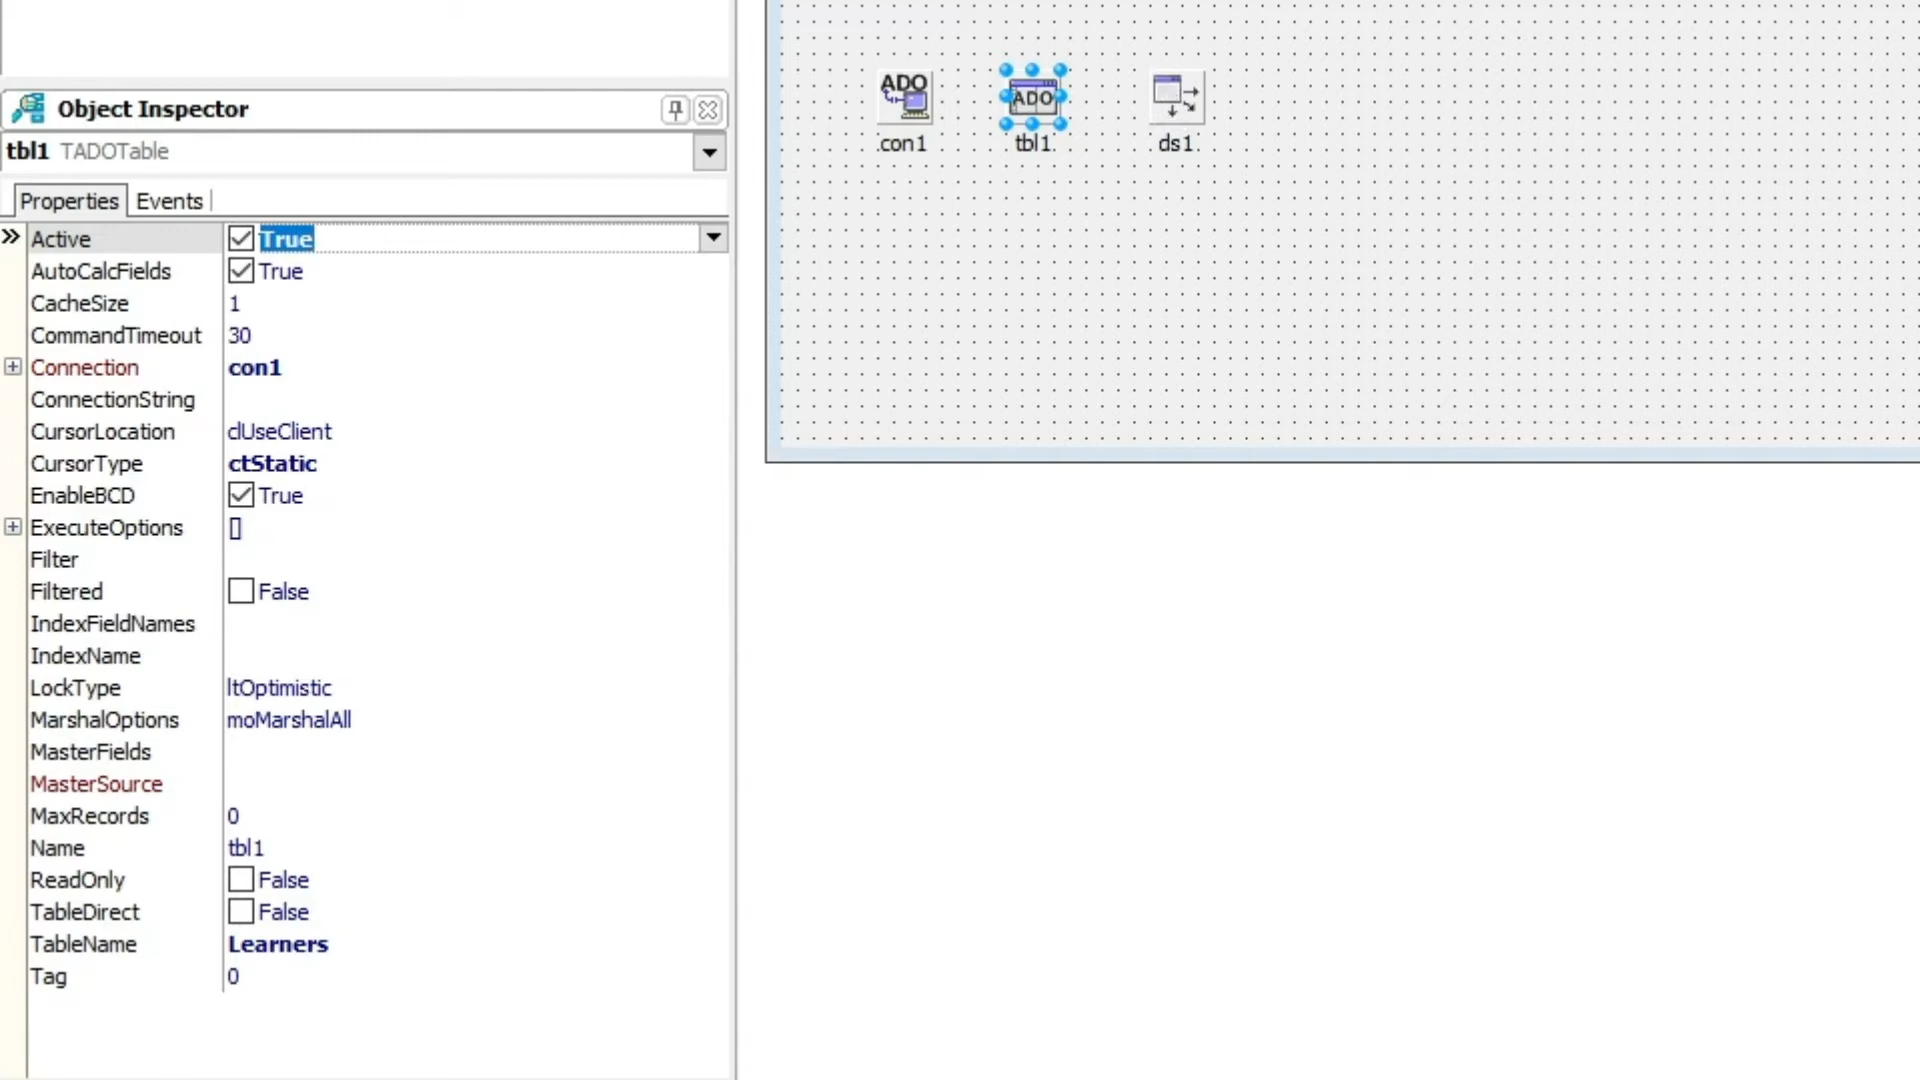 Object Inspector
tbl1 TADOTable
Properties Events
Active True
AutoCalcFields True
CacheSize 1
CommandTimeout 30
Connection con1
ConnectionString
CursorLocation clUseClient
CursorType ctStatic
EnableBCD True
ExecuteOptions []
Filter
Filtered False
IndexFieldNames
IndexName
LockType ltOptimistic
MarshalOptions moMarshalAll
MasterFields
MasterSource
MaxRecords 0
Name tbl1
ReadOnly False
TableDirect False
TableName Learners
Tag 0
ADO ADO
con1 tbl1 ds1